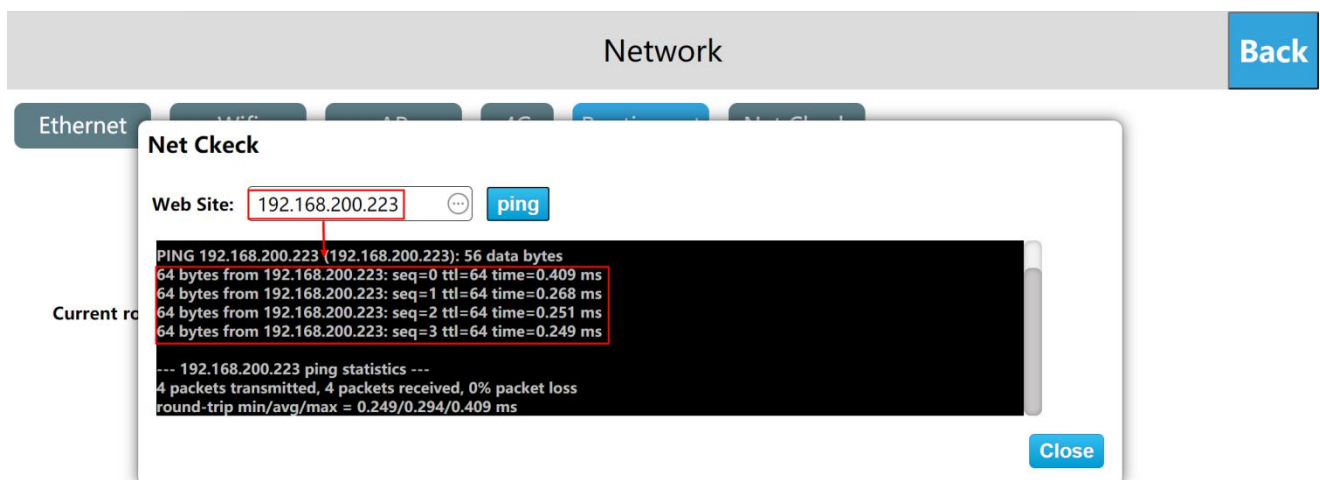 Network
Back
Ethernet
Net Ckeck
Web Site: 192.168.200.223 ping
PING 192.168.200.223 (192.168.200.223): 56 data bytes
64 bytes from 192.168.200.223: seq=0 ttl=64 time=0.409 ms
64 bytes from 192.168.200.223: seq=1 ttl=64 time=0.268 ms
64 bytes from 192.168.200.223: seq=2 ttl=64 time=0.251 ms
64 bytes from 192.168.200.223: seq=3 ttl=64 time=0.249 ms
Current ro
--- 192.168.200.223 ping statistics ---
4 packets transmitted, 4 packets received, 0% packet loss
round-trip min/avg/max = 0.249/0.294/0.409 ms
Close